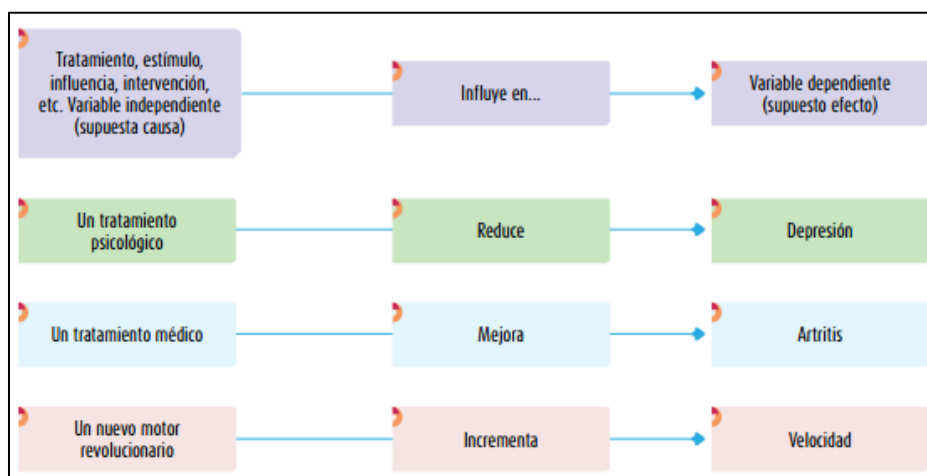 Tratamiento, estímulo,
influencia, intervención,
etc. Variable independiente
(supuesta causa)
Influye en...
Variable dependiente
(supuesto efecto)
Un tratamiento
psicológico
Reduce
Depresión
Un tratamiento médico
Mejora
Artritis
Un nuevo motor
revolucionario
Incrementa
Velocidad